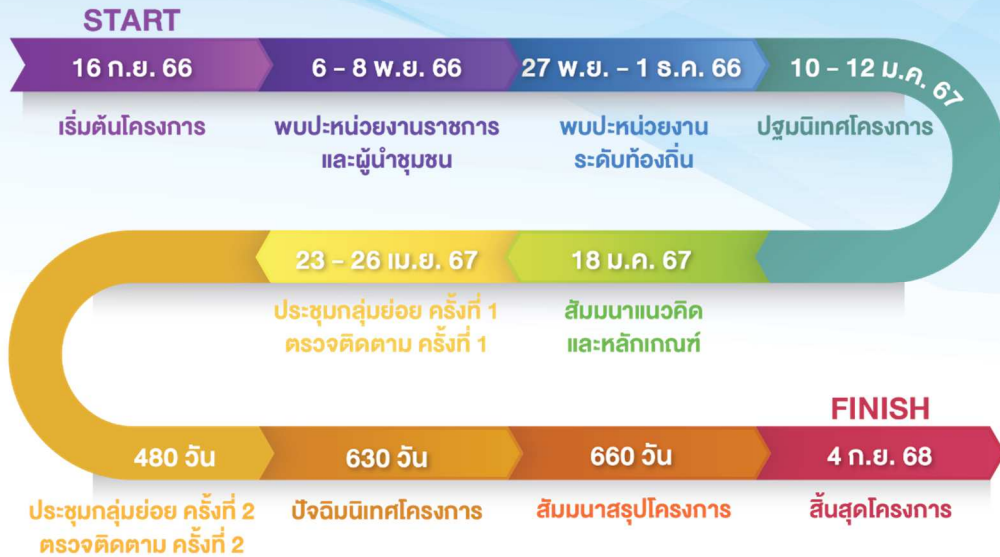 START
16 ก.ย. 66
เริ่มต้นโครงการ
6 - 8 พ.ย. 66
พบปะหน่วยงานราชการ
และผู้นำชุมชน
27 พ.ย. - 1 ธ.ค. 66
พบปะหน่วยงาน
ระดับท้องถิ่น
10 - 12 ม.ค. 67
ปฐมนิเทศโครงการ
18 ม.ค. 67
สัมมนาแนวคิด
และหลักเกณฑ์
23 - 26 เม.ย. 67
ประชุมกลุ่มย่อย ครั้งที่ 1
ตรวจติดตาม ครั้งที่ 1
480 วัน
ประชุมกลุ่มย่อย ครั้งที่ 2
ตรวจติดตาม ครั้งที่ 2
630 วัน
ปัจฉิมนิเทศโครงการ
660 วัน
สัมมนาสรุปโครงการ
FINISH
4 ก.ย. 68
สิ้นสุดโครงการ